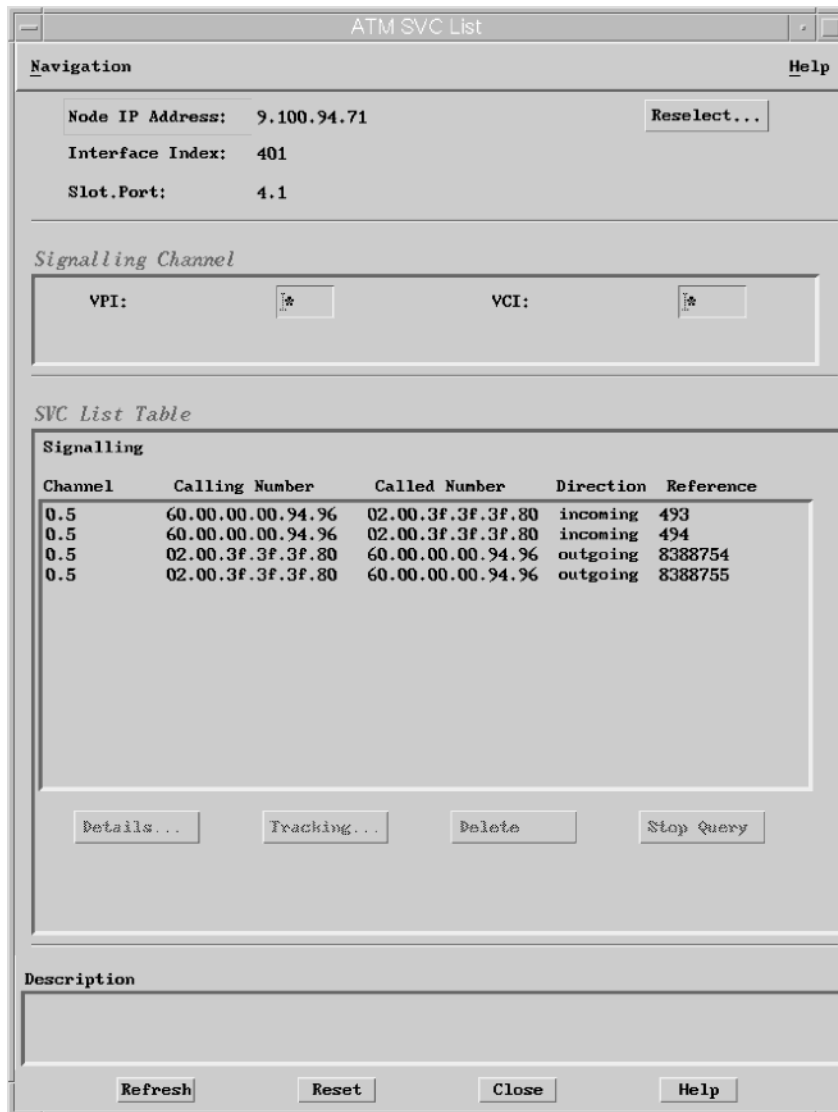 ATM SVC List
Navigation Help
Node IP Address: 9.100.94.71 Reselect...
Interface Index: 401
Slot.Port: 4.1
Signalling Channel
VPI: * VCI: *
SVC List Table
Signalling
Channel Calling Number Called Number Direction Reference
0.5 60.00.00.00.94.96 02.00.3f.3f.3f.80 incoming 493
0.5 60.00.00.00.94.96 02.00.3f.3f.3f.80 incoming 494
0.5 02.00.3f.3f.3f.80 60.00.00.00.94.96 outgoing 8388754
0.5 02.00.3f.3f.3f.80 60.00.00.00.94.96 outgoing 8388755
Details... Tracking... Delete Stop Query
Description
Refresh Reset Close Help